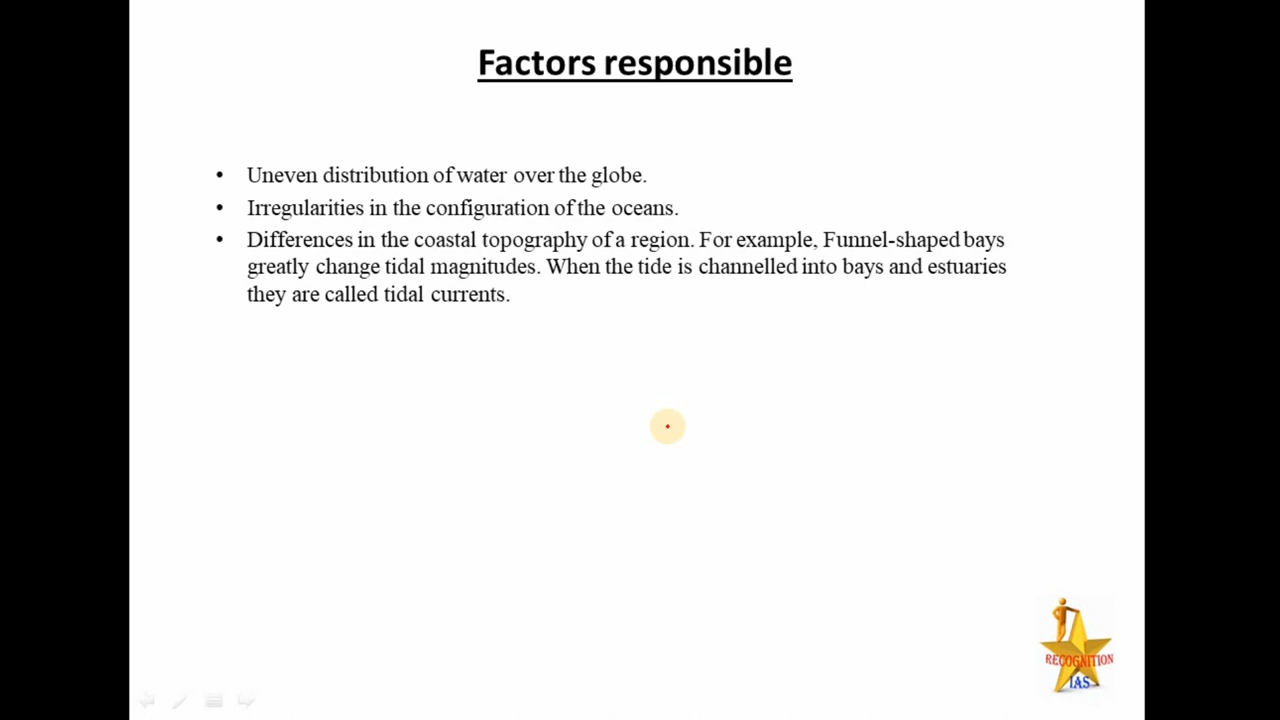 Factors responsible
• Uneven distribution of water over the globe.
• Irregularities in the configuration of the oceans.
• Differences in the coastal topography of a region. For example, Funnel-shaped bays
greatly change tidal magnitudes. When the tide is channelled into bays and estuaries
they are called tidal currents.
RECOGNITION
IAS